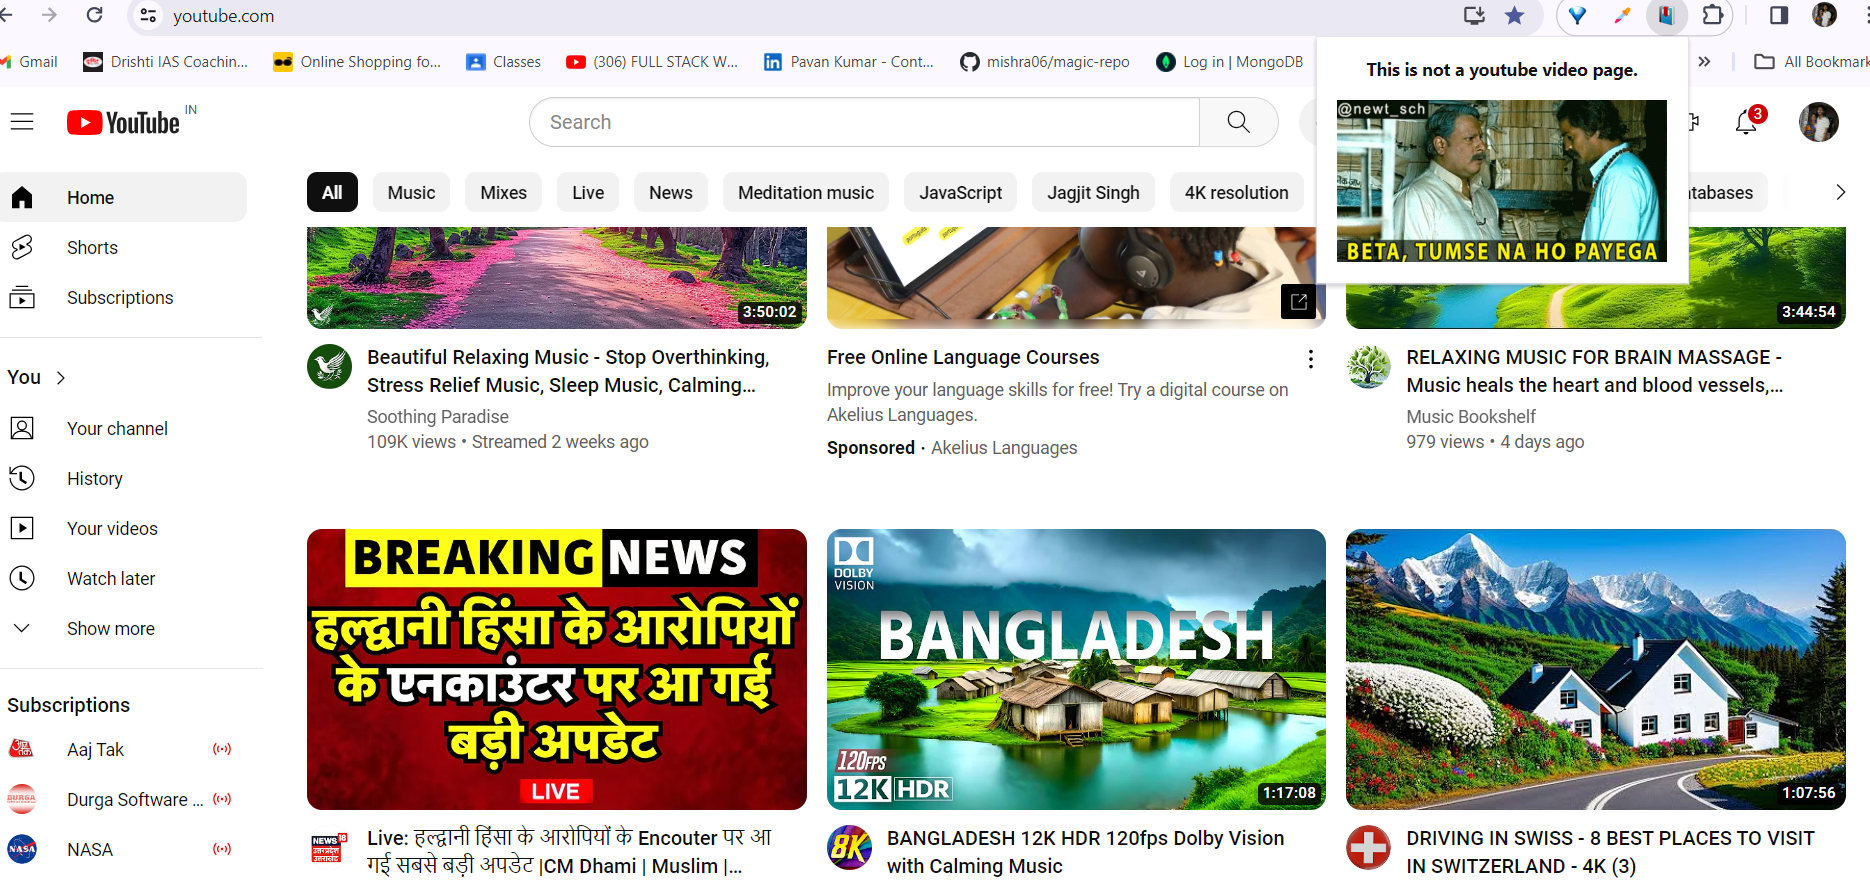 youtube.com
Gmail
Drishti IAS Coachin...
Online Shopping fo...
Classes
(306) FULL STACK W...
Pavan Kumar - Cont...
mishra06/magic-repo
Log in | MongoDB
»
All Bookmark
This is not a youtube video page.
@newt_sch
BETA, TUMSE NA HO PAYEGA
YouTube IN
Search
3
Home
Shorts
Subscriptions
You
Your channel
History
Your videos
Watch later
Show more
Subscriptions
Aaj Tak
Durga Software ...
NASA
All
Music
Mixes
Live
News
Meditation music
JavaScript
Jagjit Singh
4K resolution
tabases
3:50:02
Beautiful Relaxing Music - Stop Overthinking,
Stress Relief Music, Sleep Music, Calming...
Soothing Paradise
109K views • Streamed 2 weeks ago
Free Online Language Courses
Improve your language skills for free! Try a digital course on
Akelius Languages.
Sponsored · Akelius Languages
3:44:54
RELAXING MUSIC FOR BRAIN MASSAGE -
Music heals the heart and blood vessels,...
Music Bookshelf
979 views • 4 days ago
BREAKING NEWS
हल्द्वानी हिंसा के आरोपियों
के एनकाउंटर पर आ गई
बड़ी अपडेट
LIVE
NEWS 18
Live: हल्द्वानी हिंसा के आरोपियों के Encouter पर आ
गई सबसे बड़ी अपडेट |CM Dhami | Muslim |...
DOLBY
VISION
BANGLADESH
120FPS
12K HDR
1:17:08
8K
BANGLADESH 12K HDR 120fps Dolby Vision
with Calming Music
1:07:56
DRIVING IN SWISS - 8 BEST PLACES TO VISIT
IN SWITZERLAND - 4K (3)